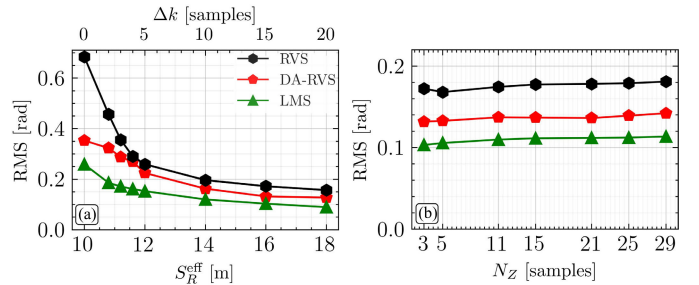 Δk [samples]
0 5 10 15 20
RMS [rad]
0.6
0.4
0.2
0.0
RVS
DA-RVS
LMS
(a)
10 12 14 16 18
S_R^eff [m]
RMS [rad]
0.2
0.1
0.0
(b)
3 5 11 15 21 25 29
N_Z [samples]